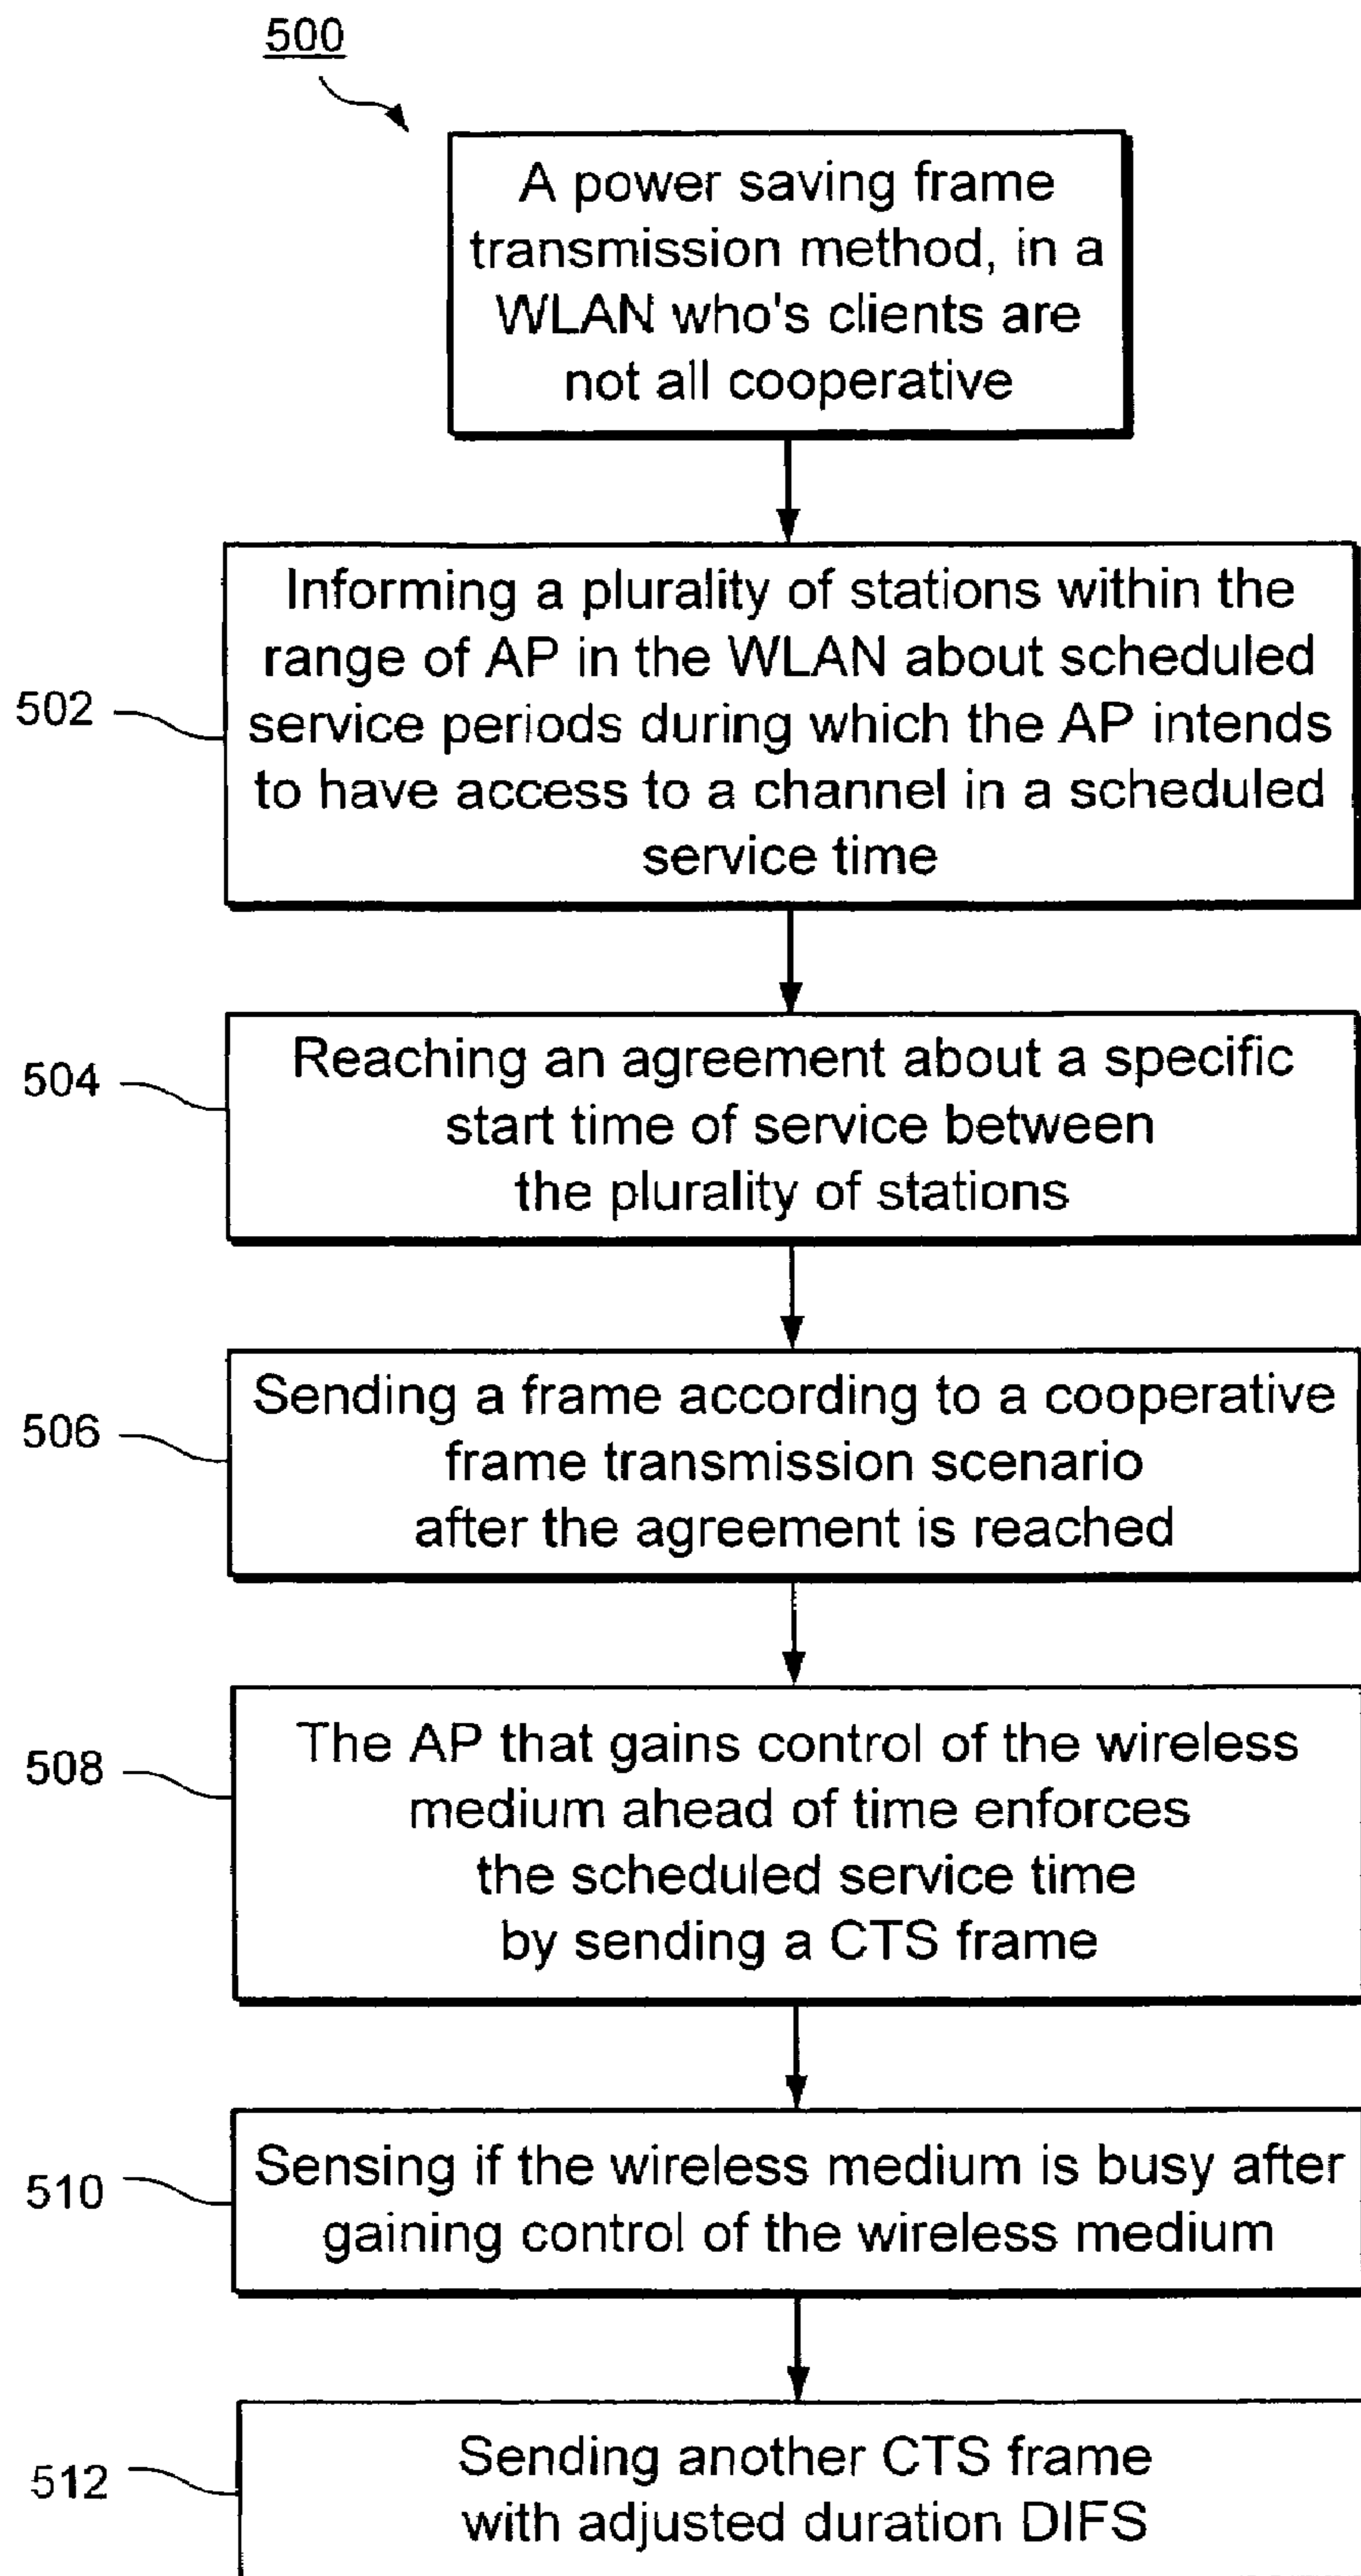 500
A power saving frame
transmission method, in a
WLAN who's clients are
not all cooperative
502
Informing a plurality of stations within the
range of AP in the WLAN about scheduled
service periods during which the AP intends
to have access to a channel in a scheduled
service time
504
Reaching an agreement about a specific
start time of service between
the plurality of stations
506
Sending a frame according to a cooperative
frame transmission scenario
after the agreement is reached
508
The AP that gains control of the wireless
medium ahead of time enforces
the scheduled service time
by sending a CTS frame
510
Sensing if the wireless medium is busy after
gaining control of the wireless medium
512
Sending another CTS frame
with adjusted duration DIFS